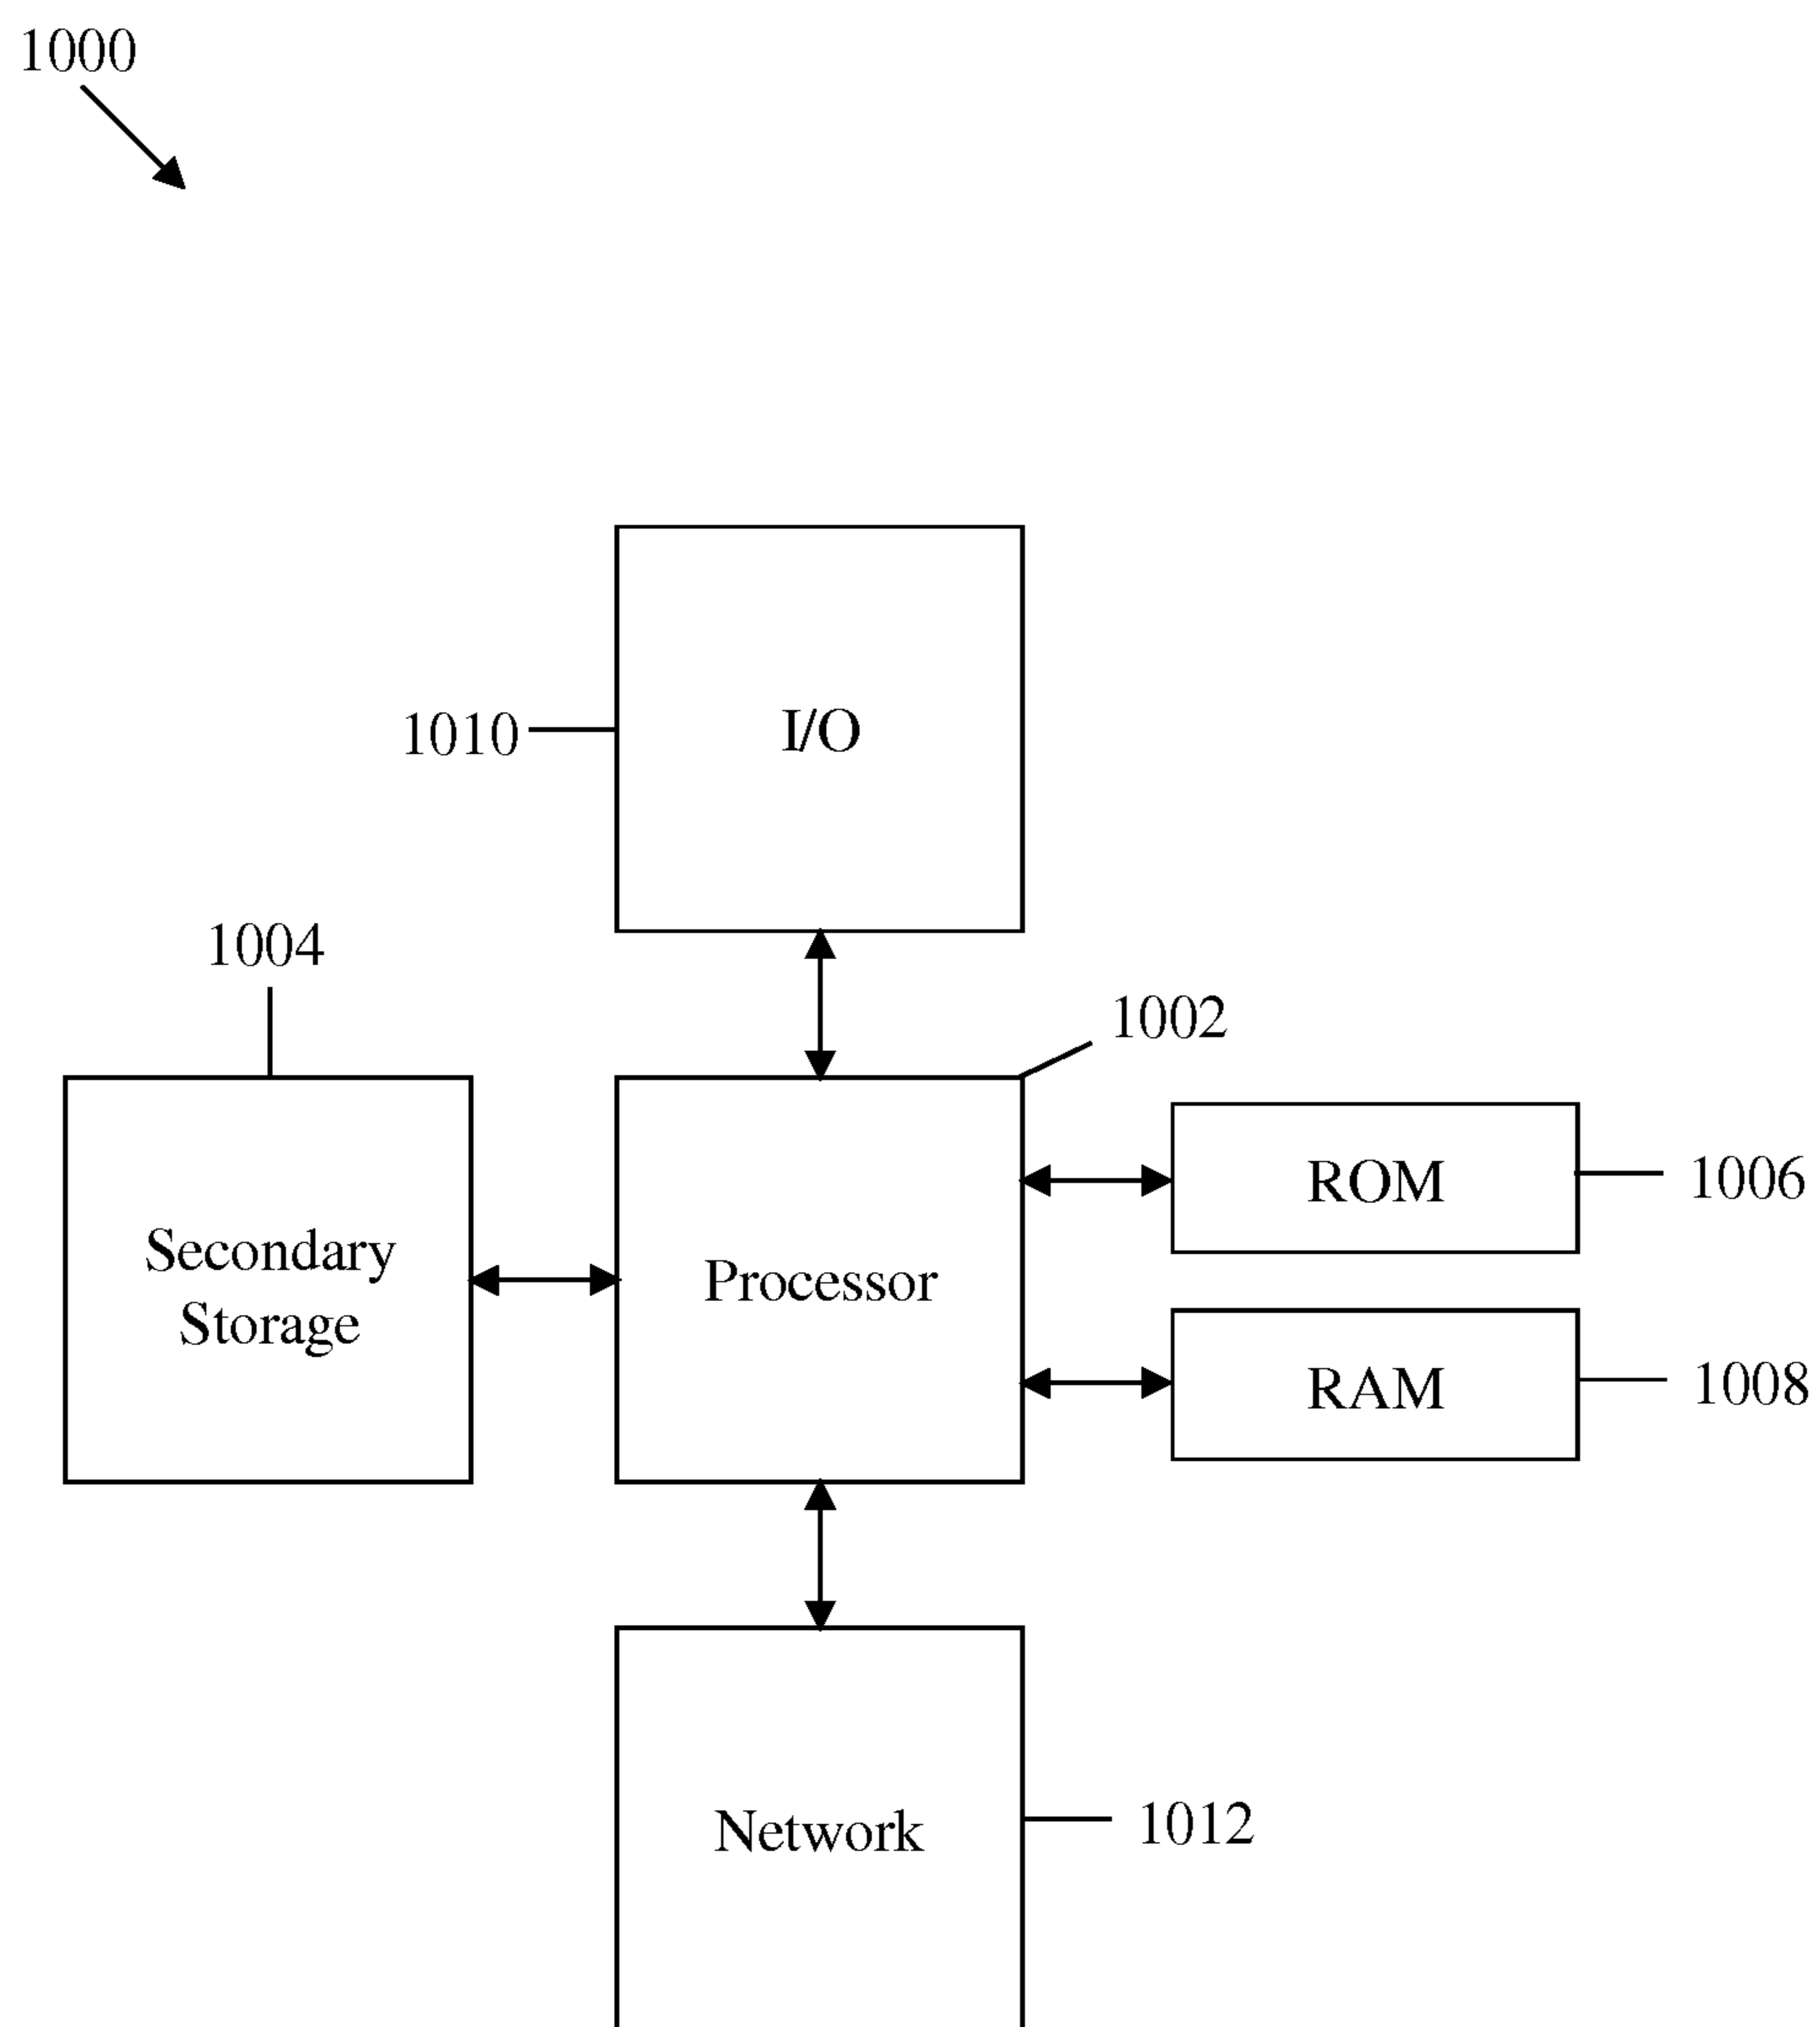 1000
1010
I/O
1004
1002
ROM
1006
Secondary
Storage
Processor
RAM
1008
Network
1012